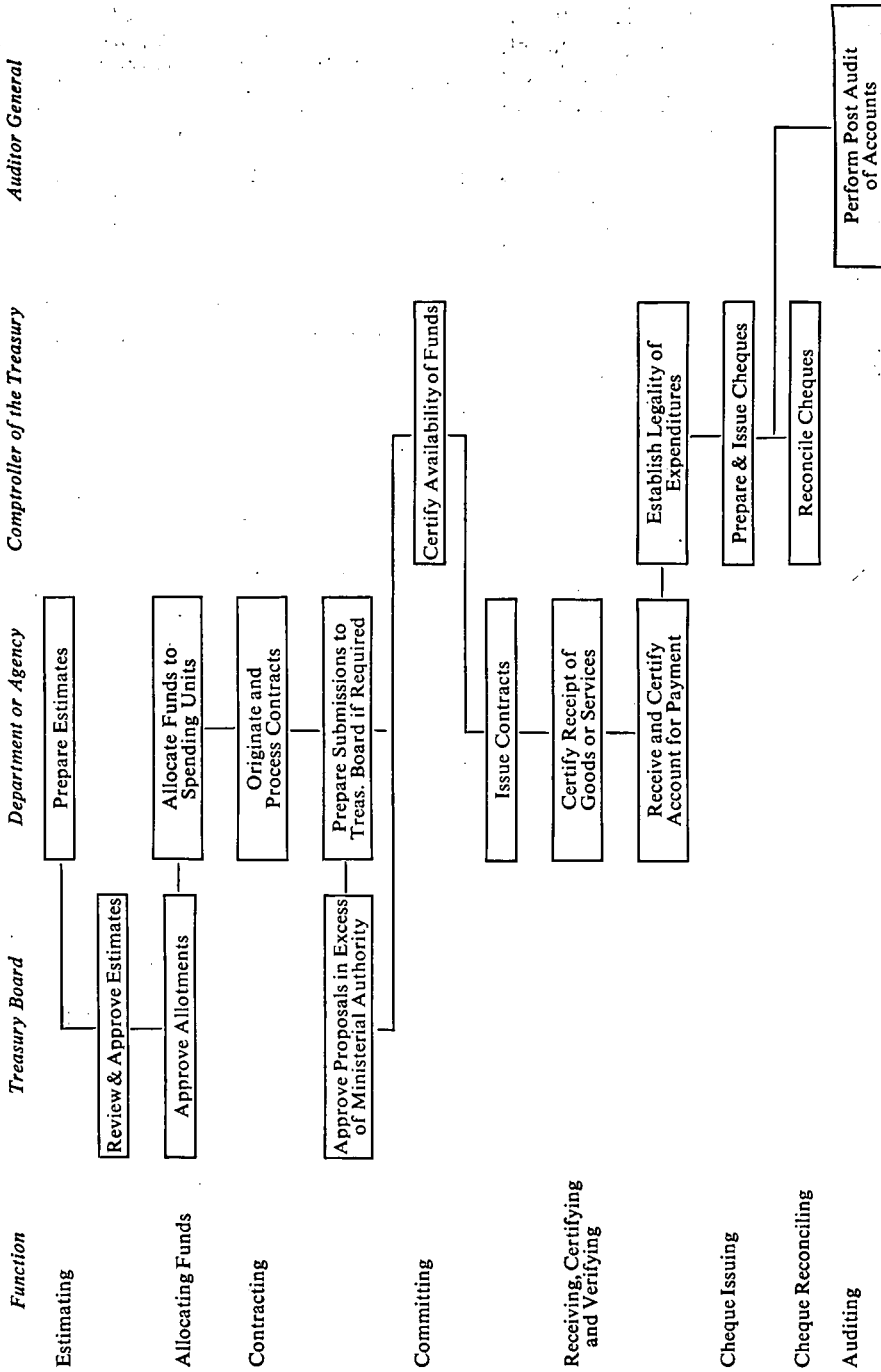 Function
Treasury Board
Department or Agency
Comptroller of the Treasury
Auditor General
Estimating
Prepare Estimates
Review & Approve Estimates
Allocating Funds
Approve Allotments
Allocate Funds to
Spending Units
Contracting
Originate and
Process Contracts
Approve Proposals in Excess
of Ministerial Authority
Prepare Submissions to
Treas. Board if Required
Committing
Certify Availability of Funds
Issue Contracts
Receiving, Certifying
and Verifying
Certify Receipt of
Goods or Services
Receive and Certify
Account for Payment
Establish Legality of
Expenditures
Cheque Issuing
Prepare & Issue Cheques
Cheque Reconciling
Reconcile Cheques
Auditing
Perform Post Audit
of Accounts